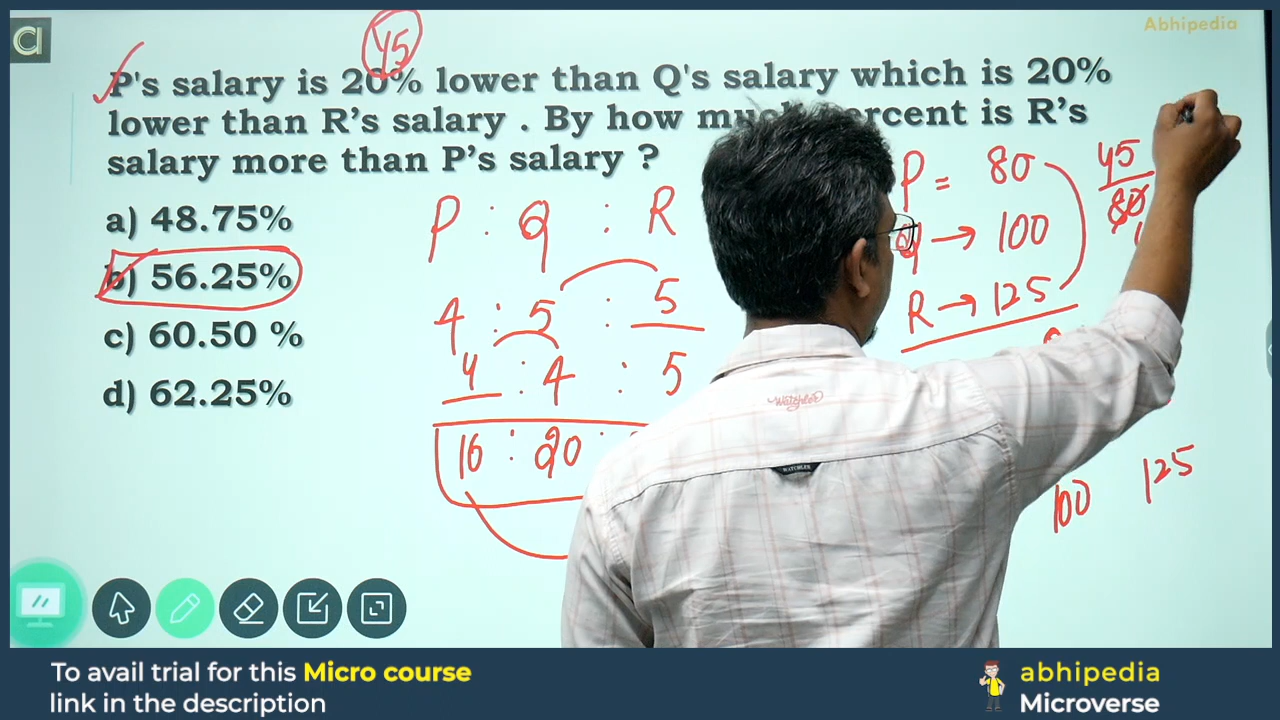 Abhipedia
45
P's salary is 20% lower than Q's salary which is 20%
lower than R's salary . By how much percent is R's
salary more than P's salary ?
a) 48.75%
b) 56.25%
c) 60.50 %
d) 62.25%
P : Q : R
4 : 5 : 5
4 : 4 : 5
16 : 20 :
P = 80
Q → 100
R → 125
45
80
100 125
Watchler
WATCHLER
To avail trial for this Micro course
link in the description
abhipedia
Microverse